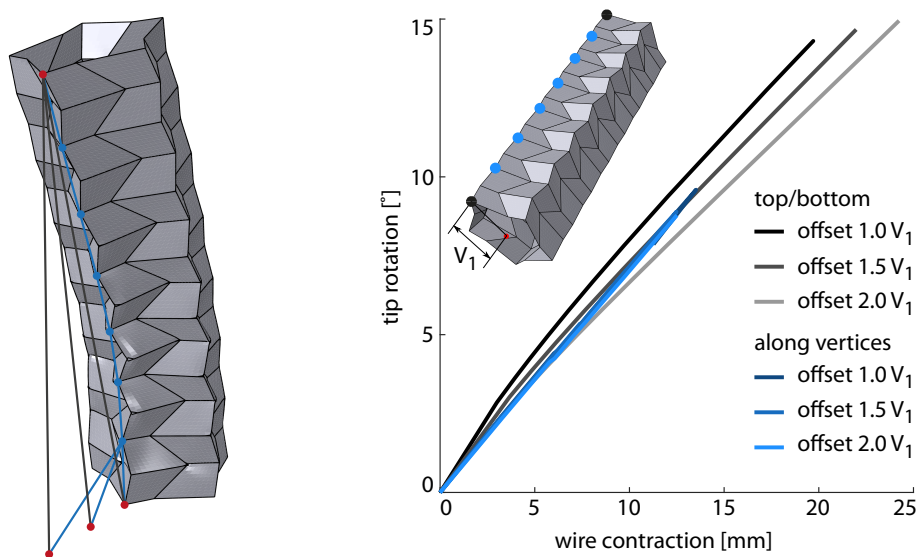 15
10
5
0
tip rotation [°]
V₁
top/bottom
offset 1.0 V₁
offset 1.5 V₁
offset 2.0 V₁
along vertices
offset 1.0 V₁
offset 1.5 V₁
offset 2.0 V₁
0 5 10 15 20 25
wire contraction [mm]